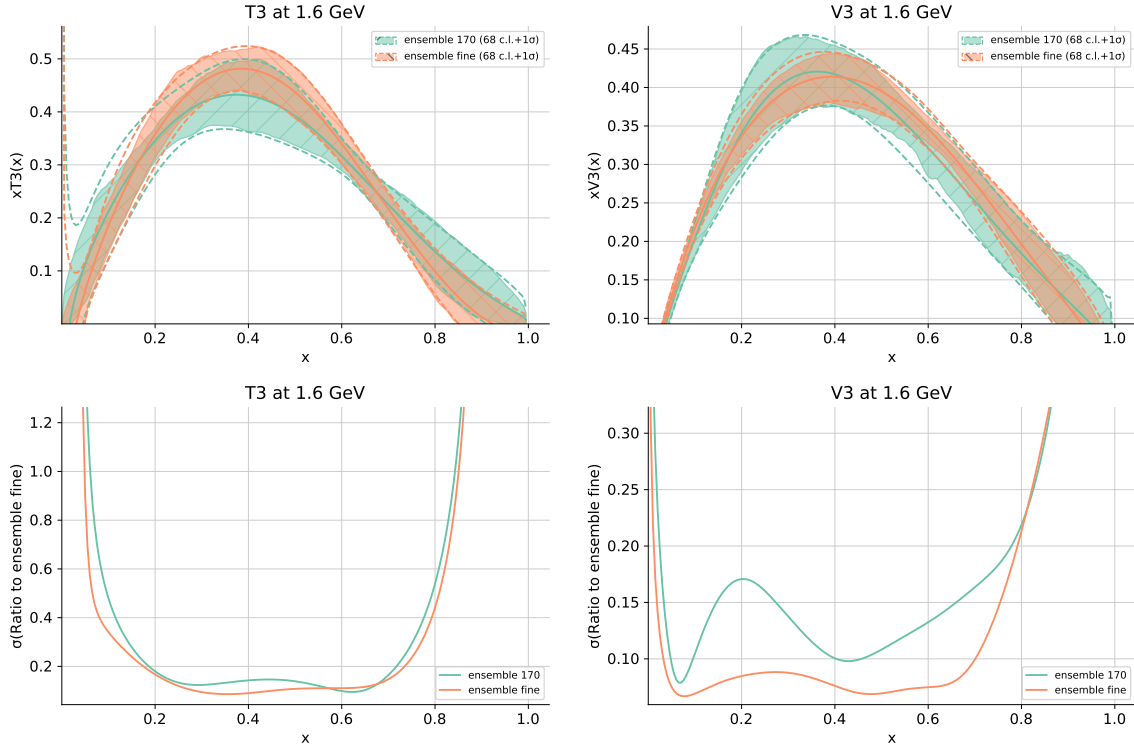 T3 at 1.6 GeV
xT3(x)
0.5
0.4
0.3
0.2
0.1
ensemble 170 (68 c.l.+1σ)
ensemble fine (68 c.l.+1σ)
0.2 0.4 0.6 0.8 1.0
x
V3 at 1.6 GeV
xV3(x)
0.45
0.40
0.35
0.30
0.25
0.20
0.15
0.10
ensemble 170 (68 c.l.+1σ)
ensemble fine (68 c.l.+1σ)
0.2 0.4 0.6 0.8 1.0
x
T3 at 1.6 GeV
σ(Ratio to ensemble fine)
1.2
1.0
0.8
0.6
0.4
0.2
ensemble 170
ensemble fine
0.2 0.4 0.6 0.8 1.0
x
V3 at 1.6 GeV
σ(Ratio to ensemble fine)
0.30
0.25
0.20
0.15
0.10
ensemble 170
ensemble fine
0.2 0.4 0.6 0.8 1.0
x